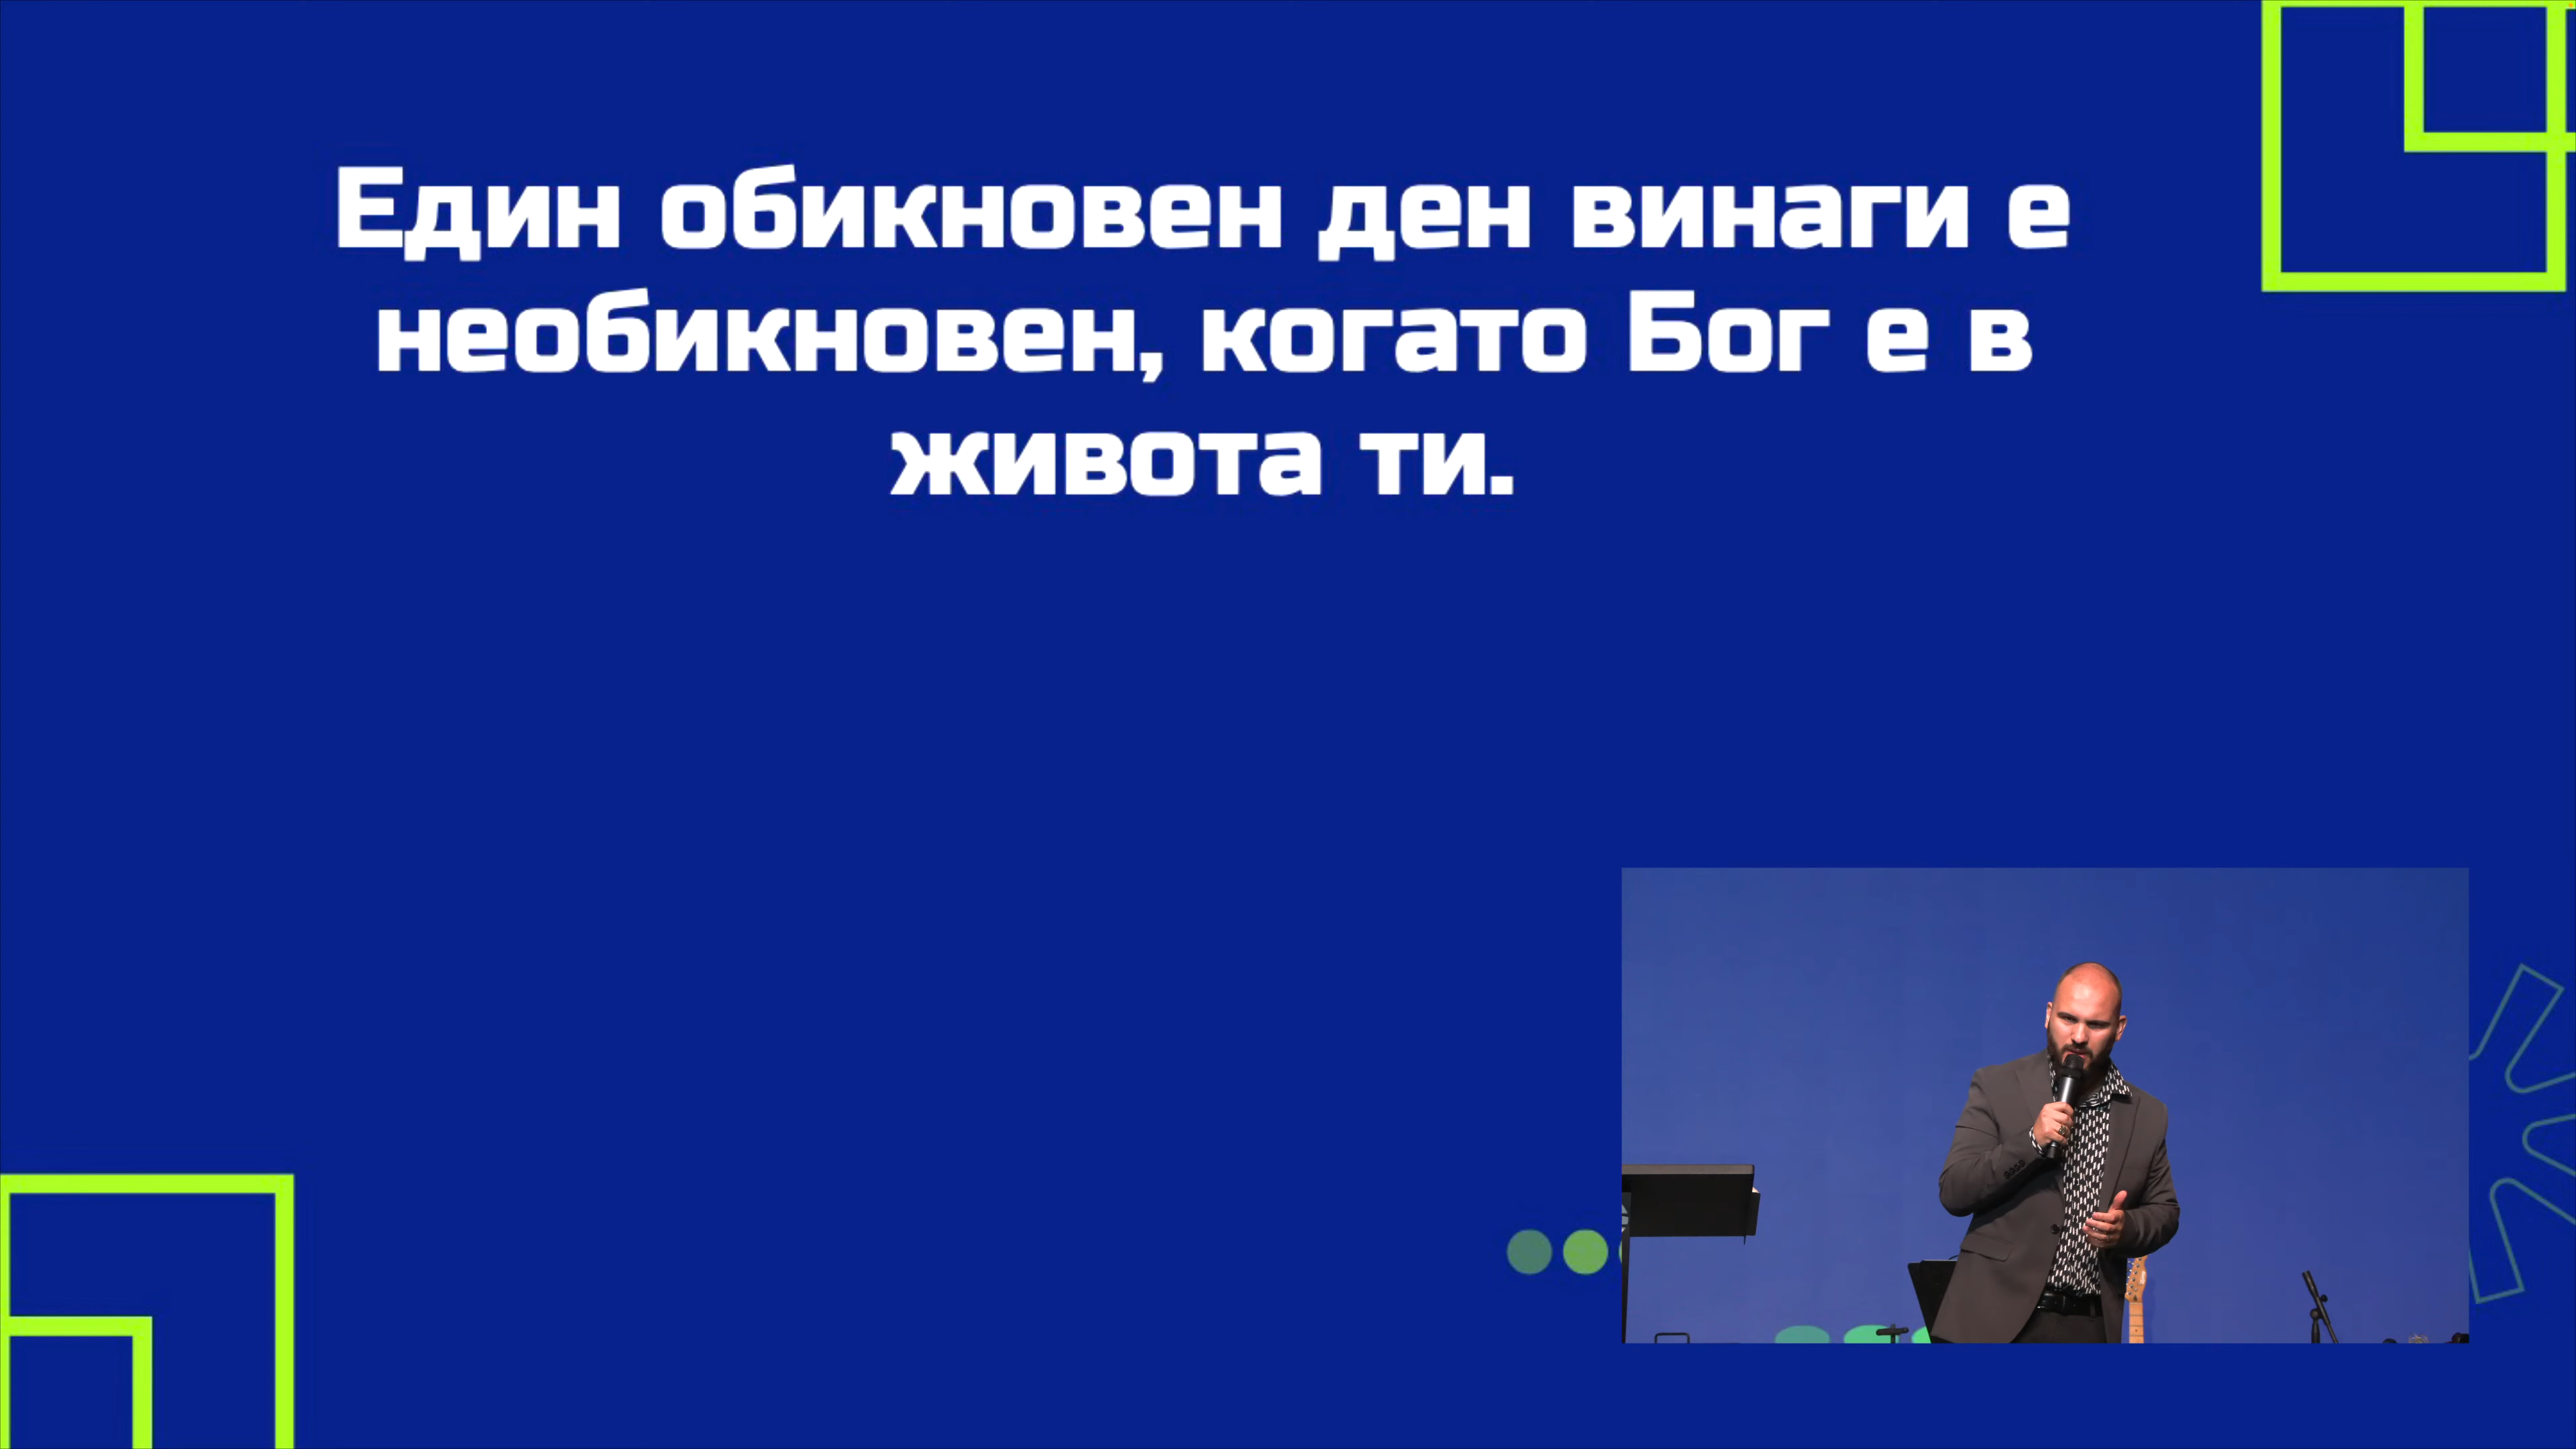 Един обикновен ден винаги е
необикновен, когато Бог е в
живота ти.